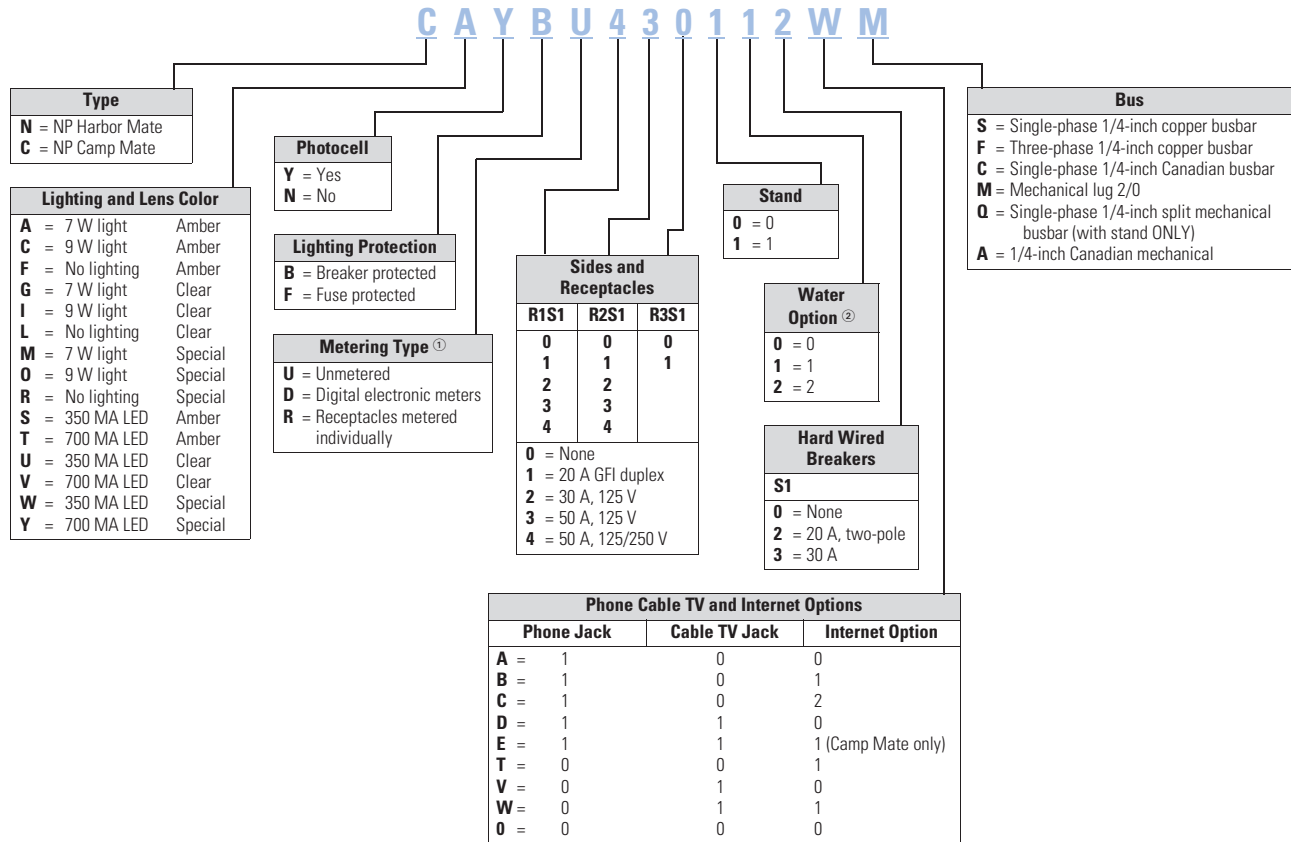 C A Y B U 4 3 0 1 1 2 W M
Type
N = NP Harbor Mate
C = NP Camp Mate
Lighting and Lens Color
A = 7 W light Amber
C = 9 W light Amber
F = No lighting Amber
G = 7 W light Clear
I = 9 W light Clear
L = No lighting Clear
M = 7 W light Special
O = 9 W light Special
R = No lighting Special
S = 350 MA LED Amber
T = 700 MA LED Amber
U = 350 MA LED Clear
V = 700 MA LED Clear
W = 350 MA LED Special
Y = 700 MA LED Special
Photocell
Y = Yes
N = No
Lighting Protection
B = Breaker protected
F = Fuse protected
Metering Type ①
U = Unmetered
D = Digital electronic meters
R = Receptacles metered
individually
Sides and
Receptacles
R1S1 R2S1 R3S1
0 0 0
1 1 1
2 2
3 3
4 4
0 = None
1 = 20 A GFI duplex
2 = 30 A, 125 V
3 = 50 A, 125 V
4 = 50 A, 125/250 V
Stand
0 = 0
1 = 1
Water
Option ②
0 = 0
1 = 1
2 = 2
Hard Wired
Breakers
S1
0 = None
2 = 20 A, two-pole
3 = 30 A
Bus
S = Single-phase 1/4-inch copper busbar
F = Three-phase 1/4-inch copper busbar
C = Single-phase 1/4-inch Canadian busbar
M = Mechanical lug 2/0
Q = Single-phase 1/4-inch split mechanical
busbar (with stand ONLY)
A = 1/4-inch Canadian mechanical
Phone Cable TV and Internet Options
Phone Jack Cable TV Jack Internet Option
A = 1 0 0
B = 1 0 1
C = 1 0 2
D = 1 1 0
E = 1 1 1 (Camp Mate only)
T = 0 0 1
V = 0 1 0
W = 0 1 1
0 = 0 0 0